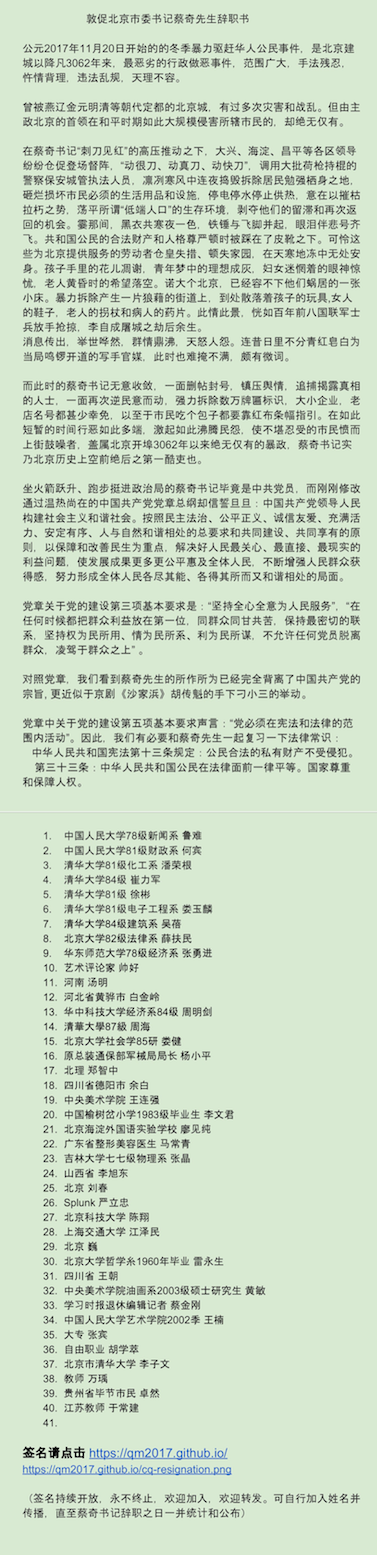 敦促北京市委书记蔡奇先生辞职书
公元2017年11月20日开始的的冬季暴力驱赶华人公民事件，是北京建
城以降凡3062年来，最恶劣的行政做恶事件，范围广大，手法残忍，
忤情背理，违法乱规，天理不容。
曾被燕辽金元明清等朝代定都的北京城，有过多次灾害和战乱。但由主
政北京的首领在和平时期如此大规模侵害所辖市民的，却绝无仅有。
在蔡奇书记“刺刀见红”的高压推动之下，大兴、海淀、昌平等各区领导
纷纷仓促登场督阵，“动很刀、动真刀、动快刀”，调用大批荷枪持棍的
警察保安城管执法人员，凛冽寒风中连夜捣毁拆除居民勉强栖身之地，
砸烂损坏市民必须的生活用品和设施，停电停水停止供热，意在以摧枯
拉朽之势，荡平所谓“低端人口”的生存环境，剥夺他们的留滞和再次返
回的机会。霎那间，黑衣共寒夜一色，铁锤与飞脚并起，眼泪伴悲号齐
飞。共和国公民的合法财产和人格尊严顿时被踩在了皮靴之下。可怜这
些为北京提供服务的劳动者仓皇失措、顿失家园，在天寒地冻中无处安
身。孩子手里的花儿凋谢，青年梦中的理想成灰，妇女迷惘着的眼神惊
怵，老人黄昏时的希望落空。诺大个北京，已经容不下他们蜗居的一张
小床。暴力拆除产生一片狼藉的街道上，到处散落着孩子的玩具,女人
的鞋子，老人的拐杖和病人的药片。此情此景，恍如百年前八国联军士
兵放手抢掠，李自成屠城之劫后余生。
消息传出，举世哗然，群情鼎沸，天怒人怨。连昔日里不分青红皂白为
当局鸣锣开道的写手官媒，此时也难掩不满，颇有微词。
而此时的蔡奇书记无意收敛，一面删帖封号，镇压舆情，追捕揭露真相
的人士，一面再次逆民意而动，强力拆除数万牌匾标识，大小企业，老
店名号都甚少幸免，以至于市民吃个包子都要靠红布条幅指引。在如此
短暂的时间行恶如此多端，激起如此沸腾民怨，使不堪忍受的市民愤而
上街鼓噪者，盖属北京开埠3062年以来绝无仅有的暴政，蔡奇书记实
乃北京历史上空前绝后之第一酷吏也。
坐火箭跃升、跑步挺进政治局的蔡奇书记毕竟是中共党员，而刚刚修改
通过温热尚在的中国共产党党章总纲却信誓旦旦：中国共产党领导人民
构建社会主义和谐社会。按照民主法治、公平正义、诚信友爱、充满活
力、安定有序、人与自然和谐相处的总要求和共同建设、共同享有的原
则，以保障和改善民生为重点，解决好人民最关心、最直接、最现实的
利益问题，使发展成果更多更公平惠及全体人民，不断增强人民群众获
得感，努力形成全体人民各尽其能、各得其所而又和谐相处的局面。
党章关于党的建设第三项基本要求是：“坚持全心全意为人民服务”，“在
任何时候都把群众利益放在第一位，同群众同甘共苦，保持最密切的联
系，坚持权为民所用、情为民所系、利为民所谋，不允许任何党员脱离
群众，凌驾于群众之上” 。
对照党章，我们看到蔡奇先生的所作所为已经完全背离了中国共产党的
宗旨, 更近似于京剧《沙家浜》胡传魁的手下刁小三的举动。
党章中关于党的建设第五项基本要求声言：“党必须在宪法和法律的范
围内活动”。因此，我们有必要和蔡奇先生一起复习一下法律常识：
中华人民共和国宪法第十三条规定：公民合法的私有财产不受侵犯。
第三十三条：中华人民共和国公民在法律面前一律平等。国家尊重
和保障人权。
1. 中国人民大学78级新闻系 鲁难
2. 中国人民大学81级财政系 何宾
3. 清华大学81级化工系 潘荣根
4. 清华大学84级 崔力军
5. 清华大学81级 徐彬
6. 清华大学81级电子工程系 娄玉麟
7. 清华大学84级建筑系 吴蓓
8. 北京大学82级法律系 薛扶民
9. 华东师范大学78级经济系 张勇进
10. 艺术评论家 帅好
11. 河南 汤明
12. 河北省黄骅市 白金岭
13. 华中科技大学经济系84级 周明剑
14. 清華大學87級 周海
15. 北京大学社会学85研 娄健
16. 原总装通保部军械局局长 杨小平
17. 北理 郑智中
18. 四川省德阳市 余白
19. 中央美术学院 王连强
20. 中国榆树岔小学1983级毕业生 李文君
21. 北京海淀外国语实验学校 廖见纯
22. 广东省整形美容医生 马常青
23. 吉林大学七七级物理系 张晶
24. 山西省 李旭东
25. 北京 刘春
26. Splunk 严立忠
27. 北京科技大学 陈翔
28. 上海交通大学 江泽民
29. 北京 巍
30. 北京大学哲学糸1960年毕业 雷永生
31. 四川省 王朝
32. 中央美术学院油画系2003级硕士研究生 黄敏
33. 学习时报退休编辑记者 蔡金刚
34. 中国人民大学艺术学院2002季 王楠
35. 大专 张宾
36. 自由职业 胡学萃
37. 北京市清华大学 李子文
38. 教师 万瑀
39. 贵州省毕节市民 卓然
40. 江苏教师 于常建
41.
签名请点击 https://qm2017.github.io/
https://qm2017.github.io/cq-resignation.png
（签名持续开放，永不终止，欢迎加入，欢迎转发。可自行加入姓名并
传播，直至蔡奇书记辞职之日一并统计和公布）